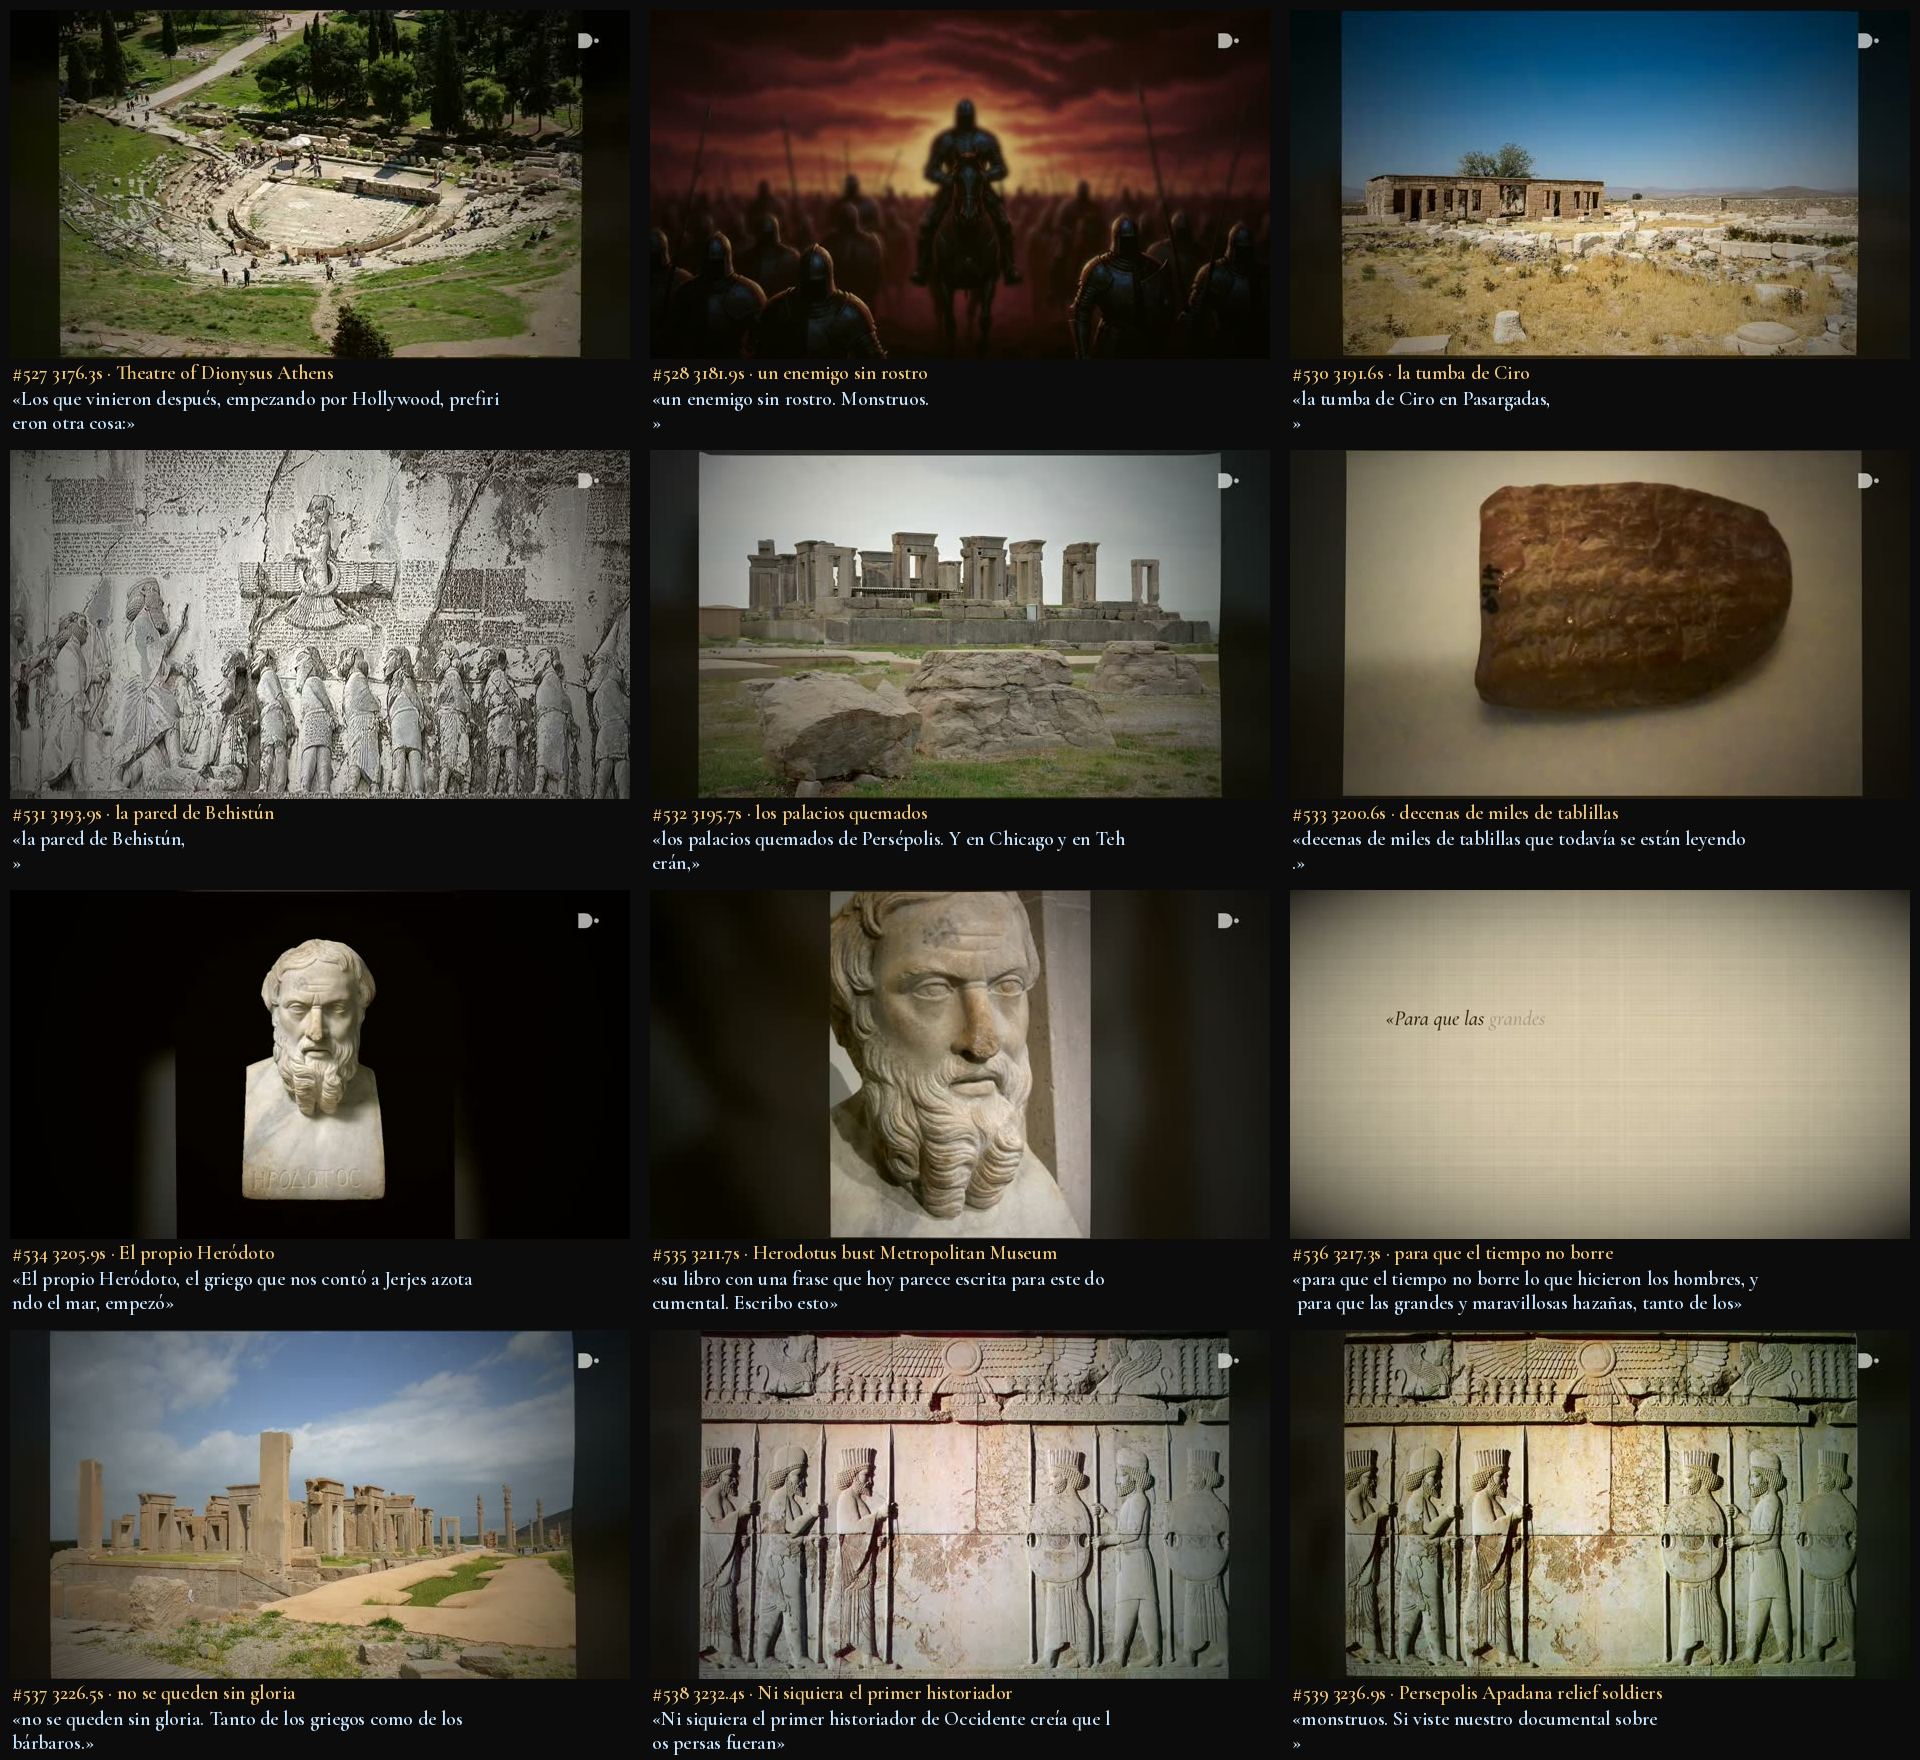 #527 3176.3s · Theatre of Dionysus Athens
«Los que vinieron después, empezando por Hollywood, prefiri
eron otra cosa:»
#528 3181.9s · un enemigo sin rostro
«un enemigo sin rostro. Monstruos.
»
#530 3191.6s · la tumba de Ciro
«la tumba de Ciro en Pasargadas,
»
#531 3193.9s · la pared de Behistún
«la pared de Behistún,
»
#532 3195.7s · los palacios quemados
«los palacios quemados de Persépolis. Y en Chicago y en Teh
erán,»
#533 3200.6s · decenas de miles de tablillas
«decenas de miles de tablillas que todavía se están leyendo
.»
ΗΡΟΔΟΤΟΣ
#534 3205.9s · El propio Heródoto
«El propio Heródoto, el griego que nos contó a Jerjes azota
ndo el mar, empezó»
#535 3211.7s · Herodotus bust Metropolitan Museum
«su libro con una frase que hoy parece escrita para este do
cumental. Escribo esto»
«Para que las grandes
#536 3217.3s · para que el tiempo no borre
«para que el tiempo no borre lo que hicieron los hombres, y
para que las grandes y maravillosas hazañas, tanto de los»
#537 3226.5s · no se queden sin gloria
«no se queden sin gloria. Tanto de los griegos como de los
bárbaros.»
#538 3232.4s · Ni siquiera el primer historiador
«Ni siquiera el primer historiador de Occidente creía que l
os persas fueran»
#539 3236.9s · Persepolis Apadana relief soldiers
«monstruos. Si viste nuestro documental sobre
»